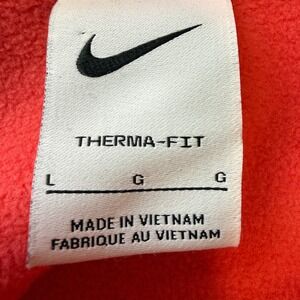 THERMA-FIT
L G G
MADE IN VIETNAM
FABRIQUE AU VIETNAM